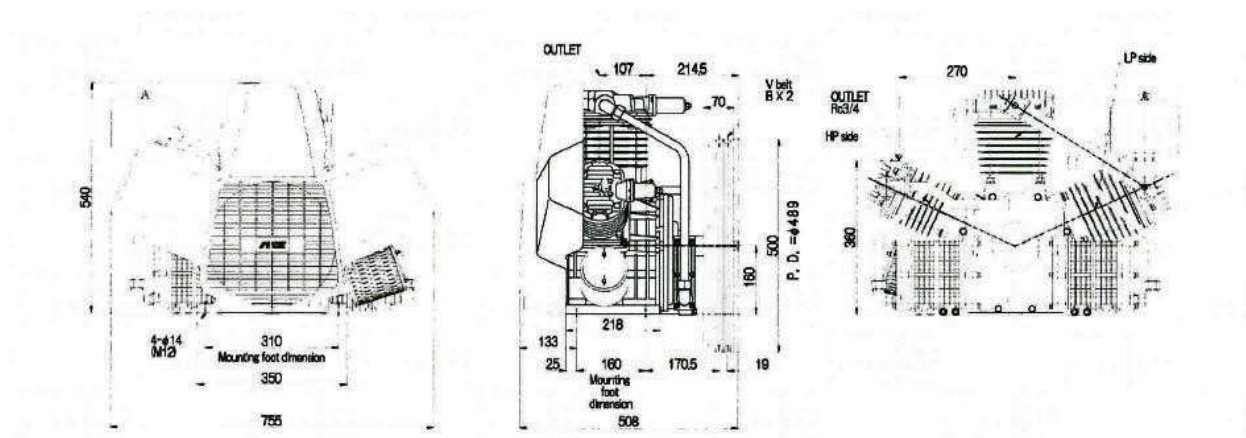 540
4-φ14
(M12)
310
Mounting foot dimension
350
755
OUTLET
107
214.5
V belt
B X 2
70
500
P. D. =φ489
160
218
133
25
160
170.5
19
Mounting
foot
dimension
508
LP side
270
OUTLET
Rc3/4
HP side
360